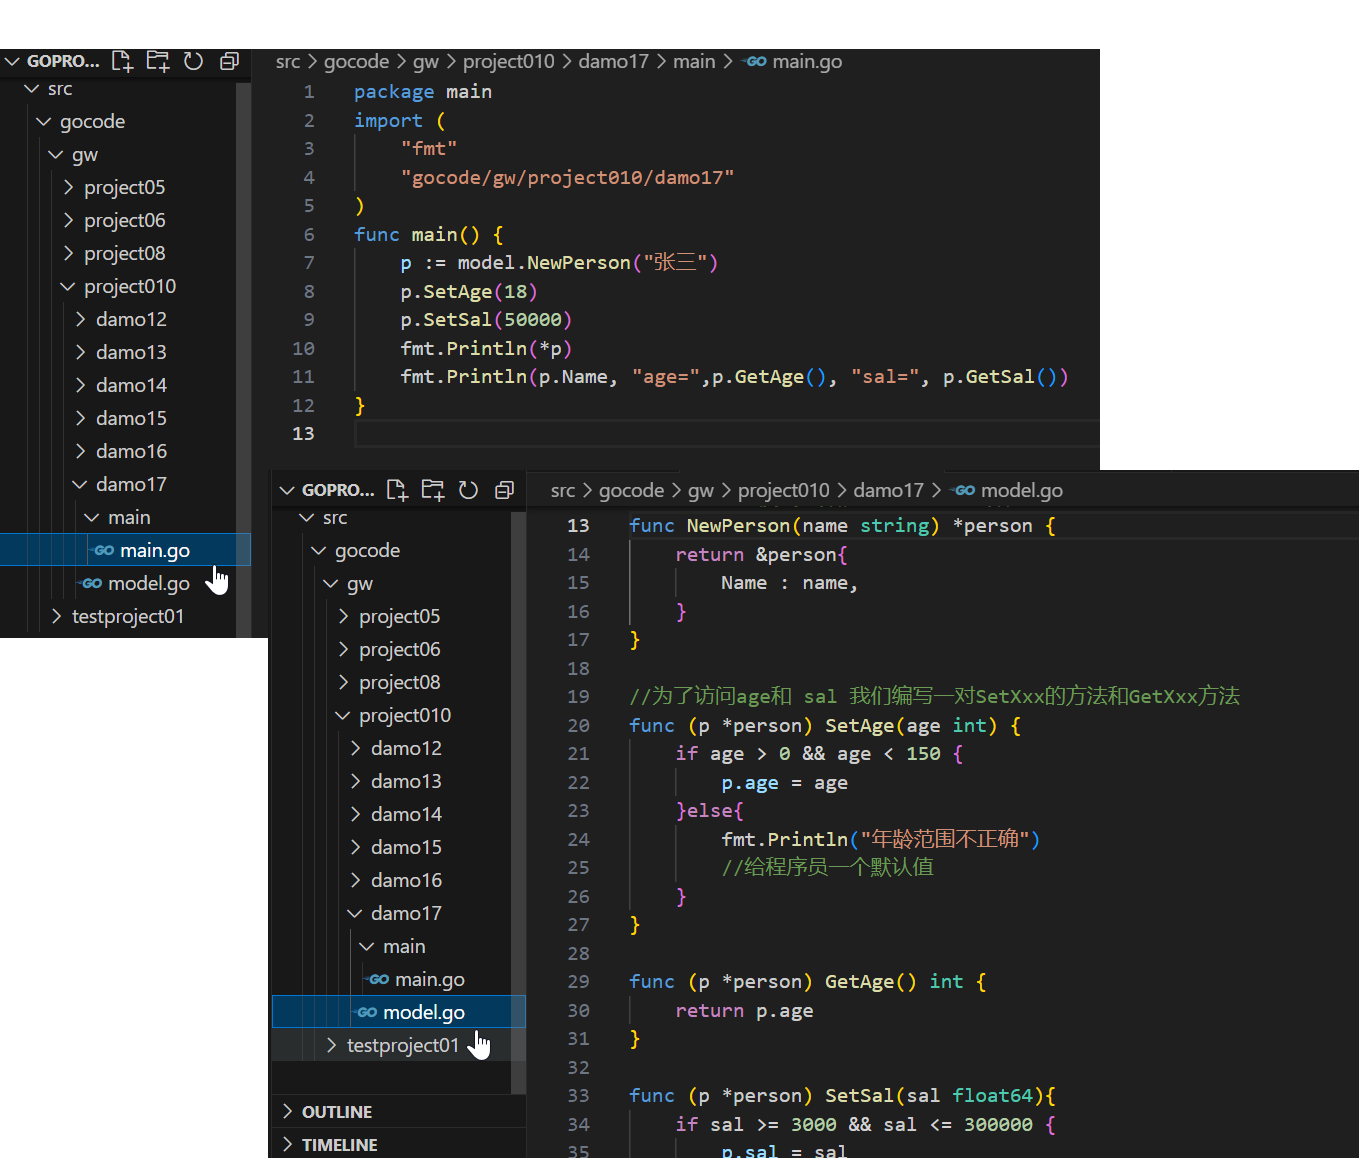 GOPRO...
src
gocode
gw
project05
project06
project08
project010
damo12
damo13
damo14
damo15
damo16
damo17
main
main.go
model.go
testproject01
src > gocode > gw > project010 > damo17 > main > GO main.go
1 package main
2 import (
3 "fmt"
4 "gocode/gw/project010/damo17"
5 )
6 func main() {
7 p := model.NewPerson("张三")
8 p.SetAge(18)
9 p.SetSal(50000)
10 fmt.Println(*p)
11 fmt.Println(p.Name, "age=",p.GetAge(), "sal=", p.GetSal())
12 }
13
GOPRO...
src
gocode
gw
project05
project06
project08
project010
damo12
damo13
damo14
damo15
damo16
damo17
main
GO main.go
GO model.go
testproject01
OUTLINE
TIMELINE
src > gocode > gw > project010 > damo17 > GO model.go
13 func NewPerson(name string) *person {
14 return &person{
15 Name : name,
16 }
17 }
18
19 //为了访问age和 sal 我们编写一对SetXxx的方法和GetXxx方法
20 func (p *person) SetAge(age int) {
21 if age > 0 && age < 150 {
22 p.age = age
23 }else{
24 fmt.Println("年龄范围不正确")
25 //给程序员一个默认值
26 }
27 }
28
29 func (p *person) GetAge() int {
30 return p.age
31 }
32
33 func (p *person) SetSal(sal float64){
34 if sal >= 3000 && sal <= 300000 {
35 p.sal = sal